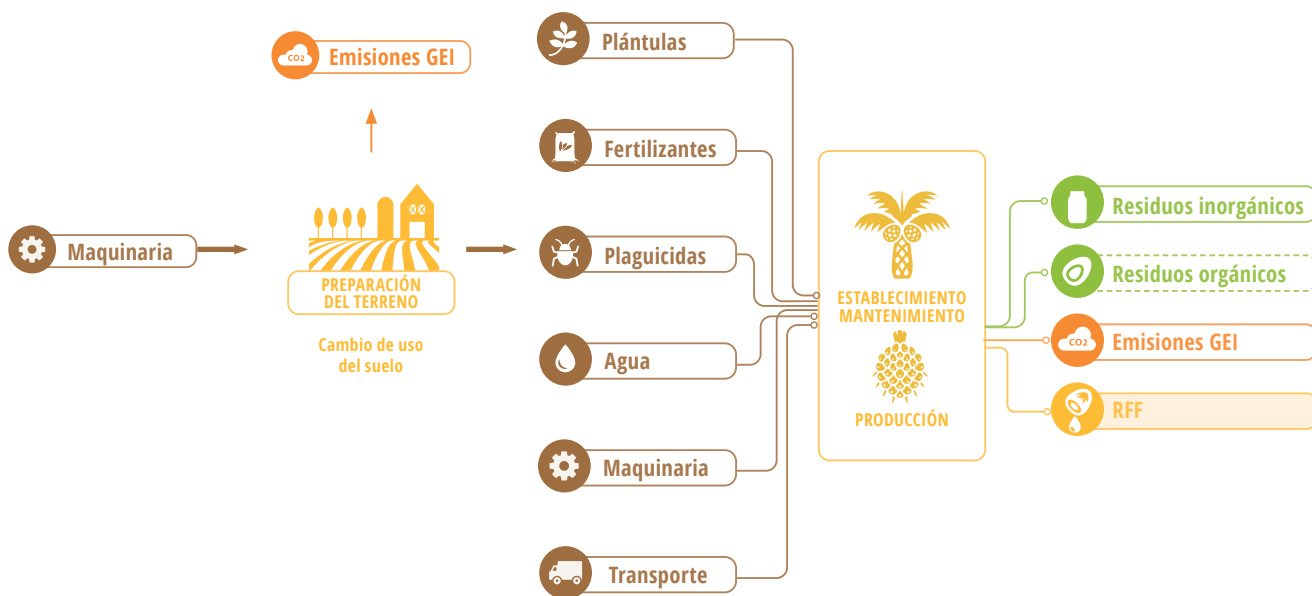 Maquinaria
CO2
Emisiones GEI
PREPARACIÓN
DEL TERRENO
Cambio de uso
del suelo
Plántulas
Fertilizantes
Plaguicidas
Agua
Maquinaria
Transporte
ESTABLECIMIENTO
MANTENIMIENTO
PRODUCCIÓN
Residuos inorgánicos
Residuos orgánicos
CO2
Emisiones GEI
RFF